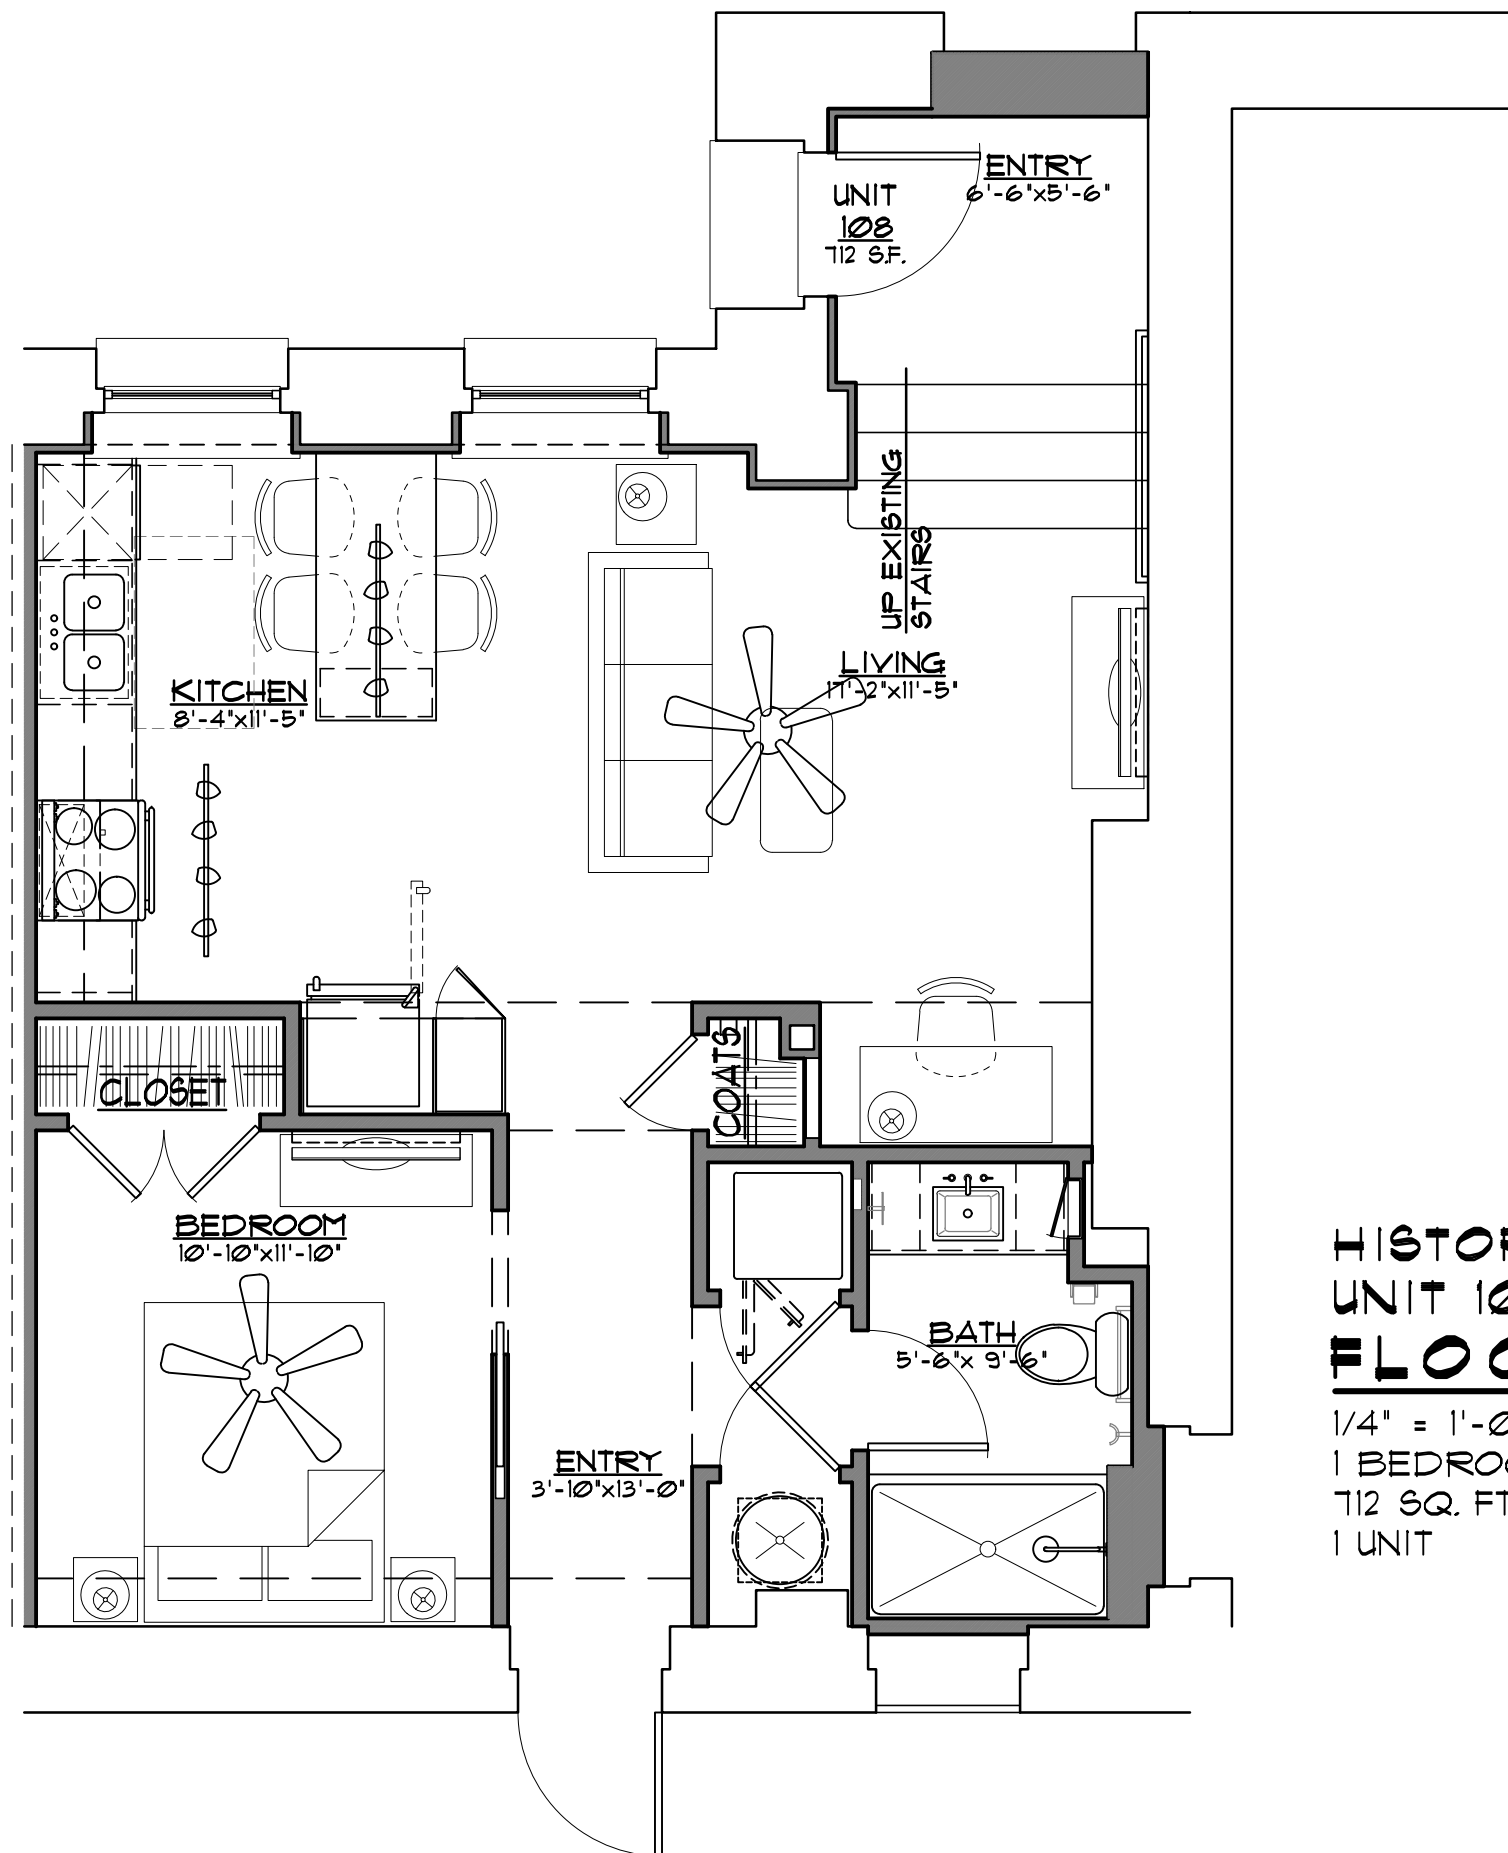 ENTRY
6'-6"x5'-6"
UNIT
108
712 S.F.
UP EXISTING
STAIRS
LIVING
17'-2"x11'-5"
KITCHEN
8'-4"x11'-5"
CLOSET
COATS
BEDROOM
10'-10"x11'-10"
BATH
5'-6"x 9'-6"
ENTRY
3'-10"x13'-0"
UNIT
1/4" = 1'-0
1 BEDROO
712 SQ. FT
1 UNIT